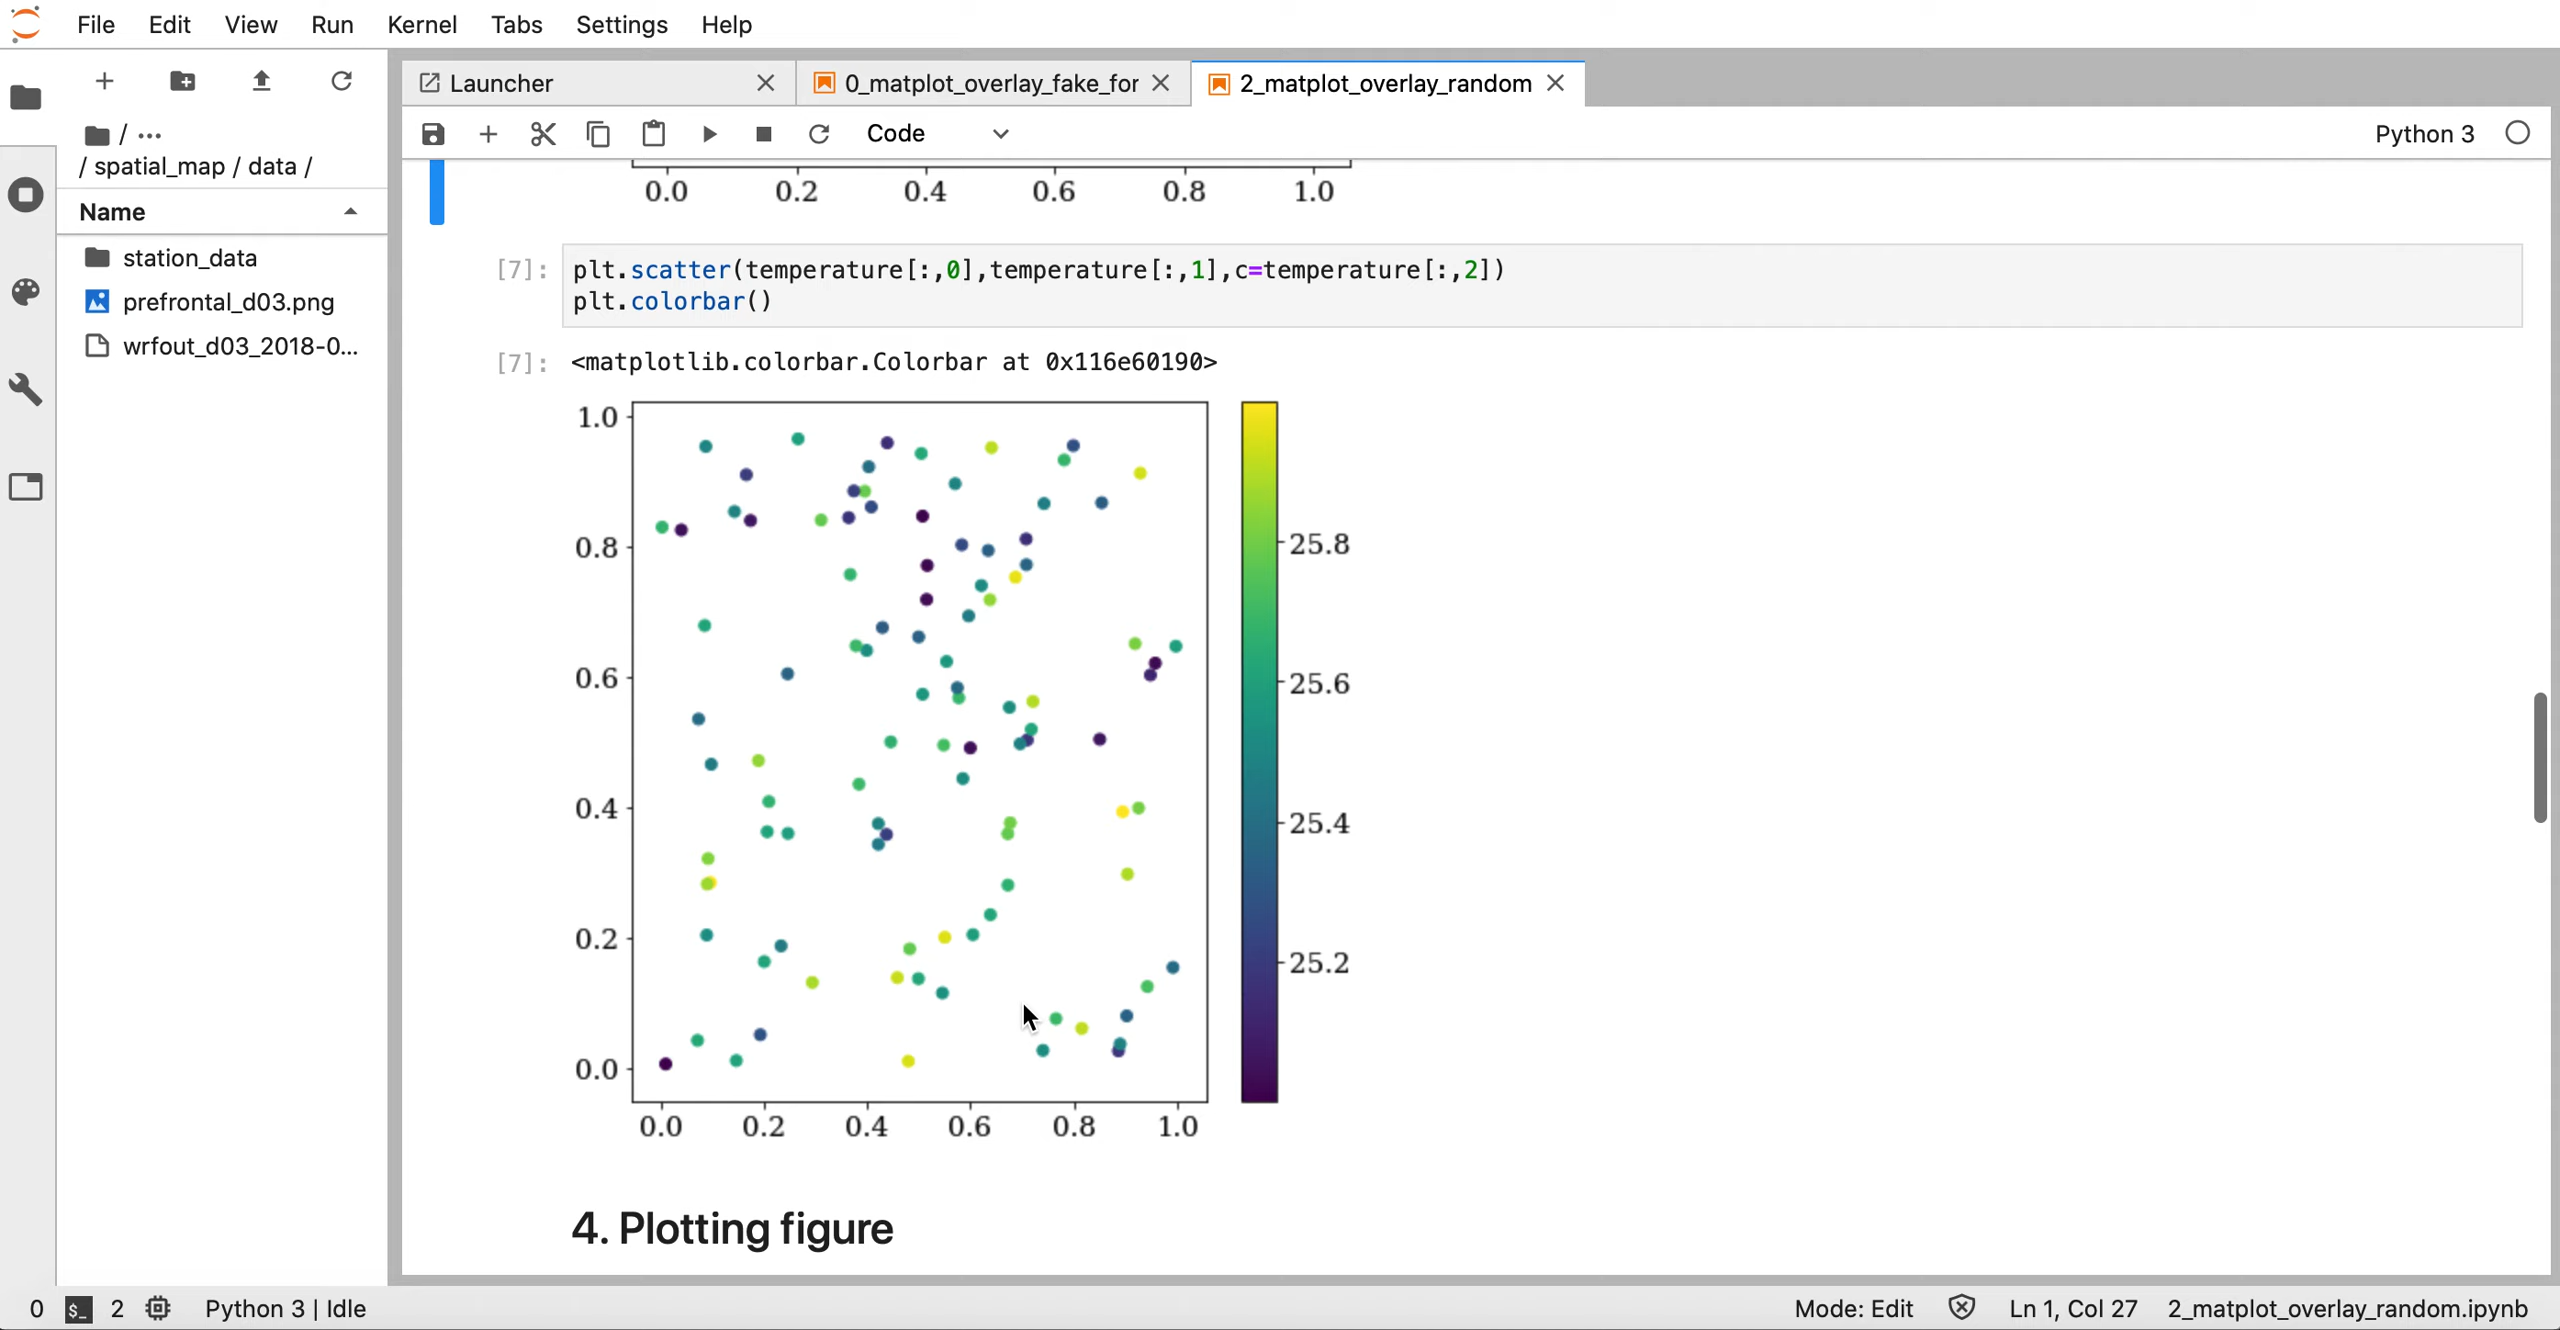 File Edit View Run Kernel Tabs Settings Help
Launcher
0_matplot_overlay_fake_for
2_matplot_overlay_random
/ ...
/ spatial_map / data /
Code
Python 3
Name
station_data
prefrontal_d03.png
wrfout_d03_2018-0...
0.0 0.2 0.4 0.6 0.8 1.0
[7]: plt.scatter(temperature[:,0],temperature[:,1],c=temperature[:,2])
plt.colorbar()
[7]: <matplotlib.colorbar.Colorbar at 0x116e60190>
1.0
0.8
0.6
0.4
0.2
0.0
0.0 0.2 0.4 0.6 0.8 1.0
25.8
25.6
25.4
25.2
4. Plotting figure
0 $_ 2 Python 3 | Idle
Mode: Edit Ln 1, Col 27 2_matplot_overlay_random.ipynb